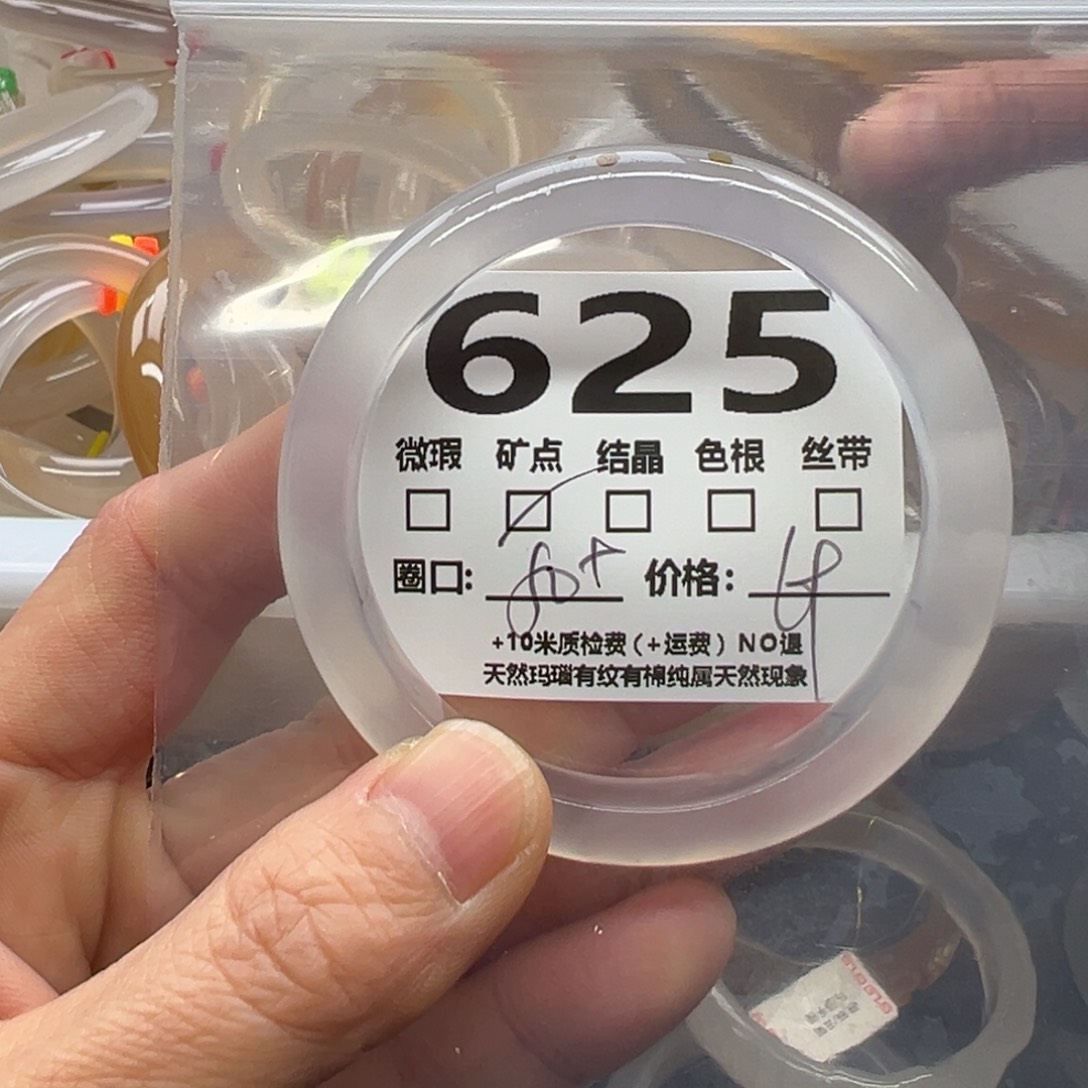 625
微瑕 矿点 结晶 色根 丝带
圈口: 价格:
+10米质检费(+运费) NO退
天然玛瑙有纹有棉纯属天然现象